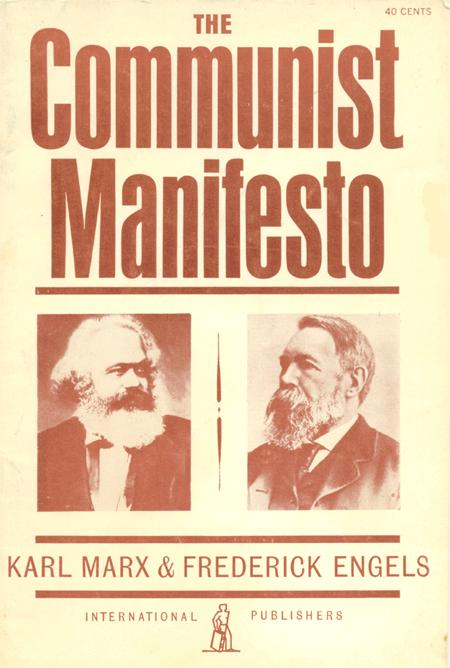 40 CENTS
THE
Communist
Manifesto
KARL MARX & FREDERICK ENGELS
INTERNATIONAL PUBLISHERS